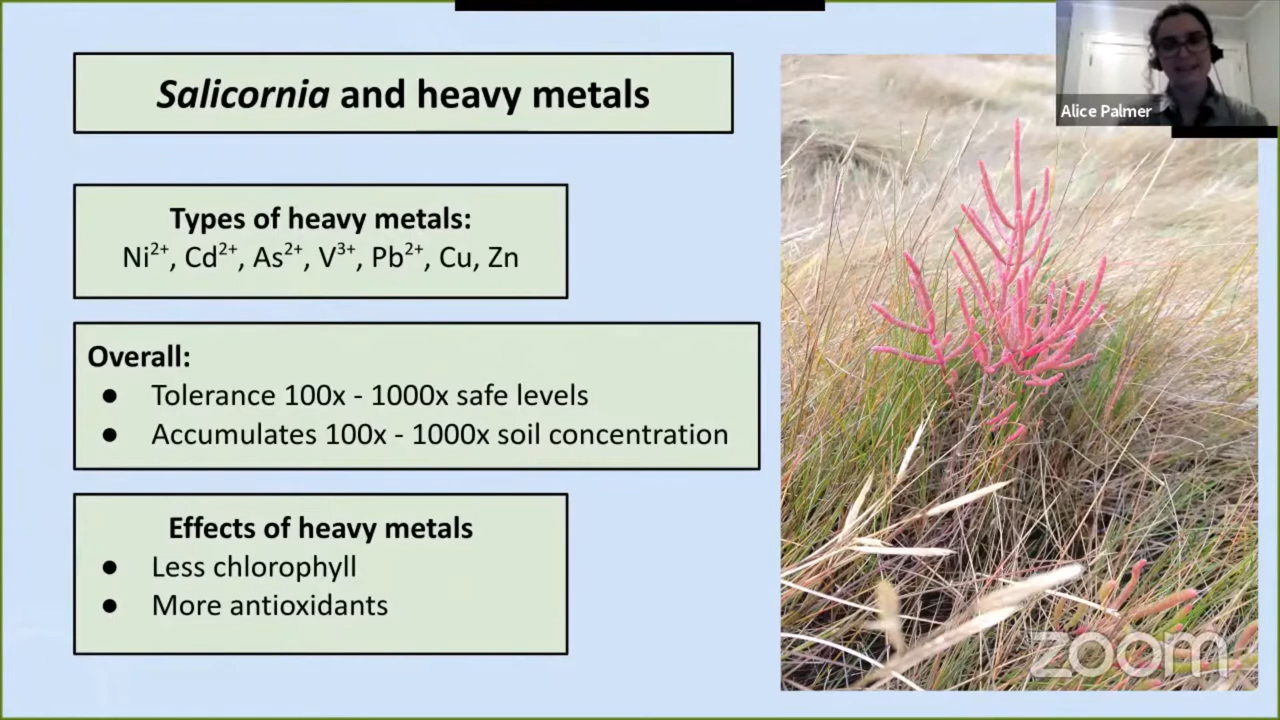 Salicornia and heavy metals
Alice Palmer
Types of heavy metals:
Ni²⁺, Cd²⁺, As²⁺, V³⁺, Pb²⁺, Cu, Zn
Overall:
● Tolerance 100x - 1000x safe levels
● Accumulates 100x - 1000x soil concentration
Effects of heavy metals
● Less chlorophyll
● More antioxidants
zoom